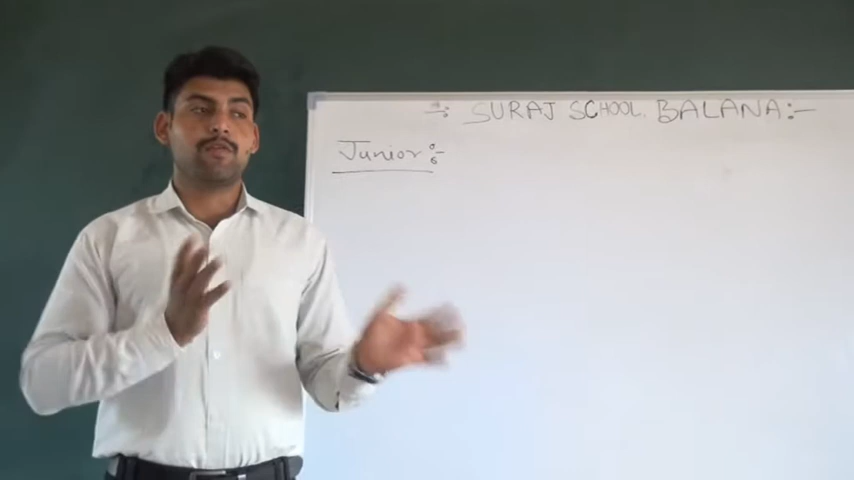 → SURAJ SCHOOL BALANA :-
Junior :-